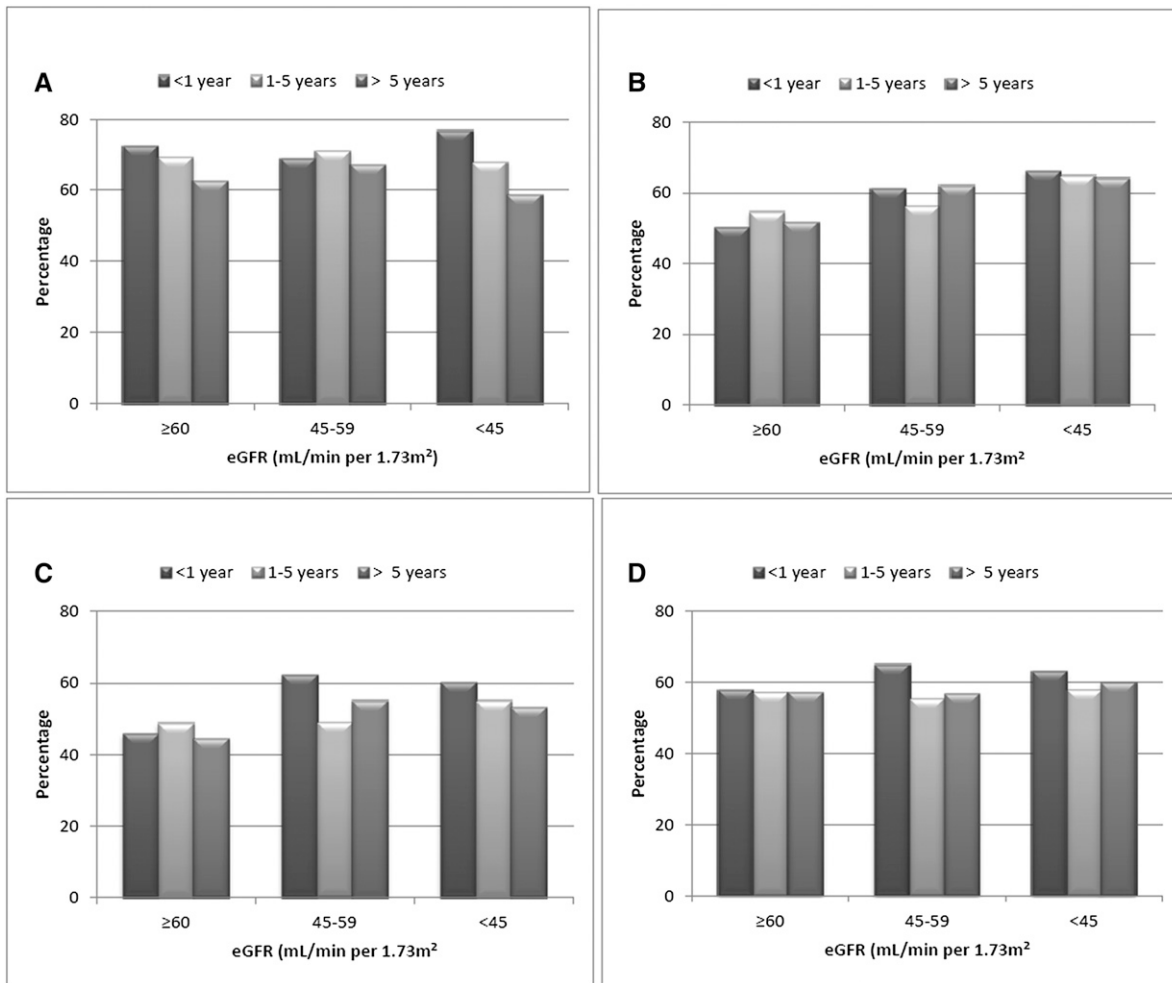 A
<1 year 1-5 years > 5 years
80
60
40
20
0
Percentage
≥60 45-59 <45
eGFR (mL/min per 1.73m²)
B
<1 year 1-5 years > 5 years
80
60
40
20
0
Percentage
≥60 45-59 <45
eGFR (mL/min per 1.73m²
C
<1 year 1-5 years > 5 years
80
60
40
20
0
Percentage
≥60 45-59 <45
eGFR (mL/min per 1.73m²
D
<1 year 1-5 years > 5 years
80
60
40
20
0
Percentage
≥60 45-59 <45
eGFR (mL/min per 1.73m²